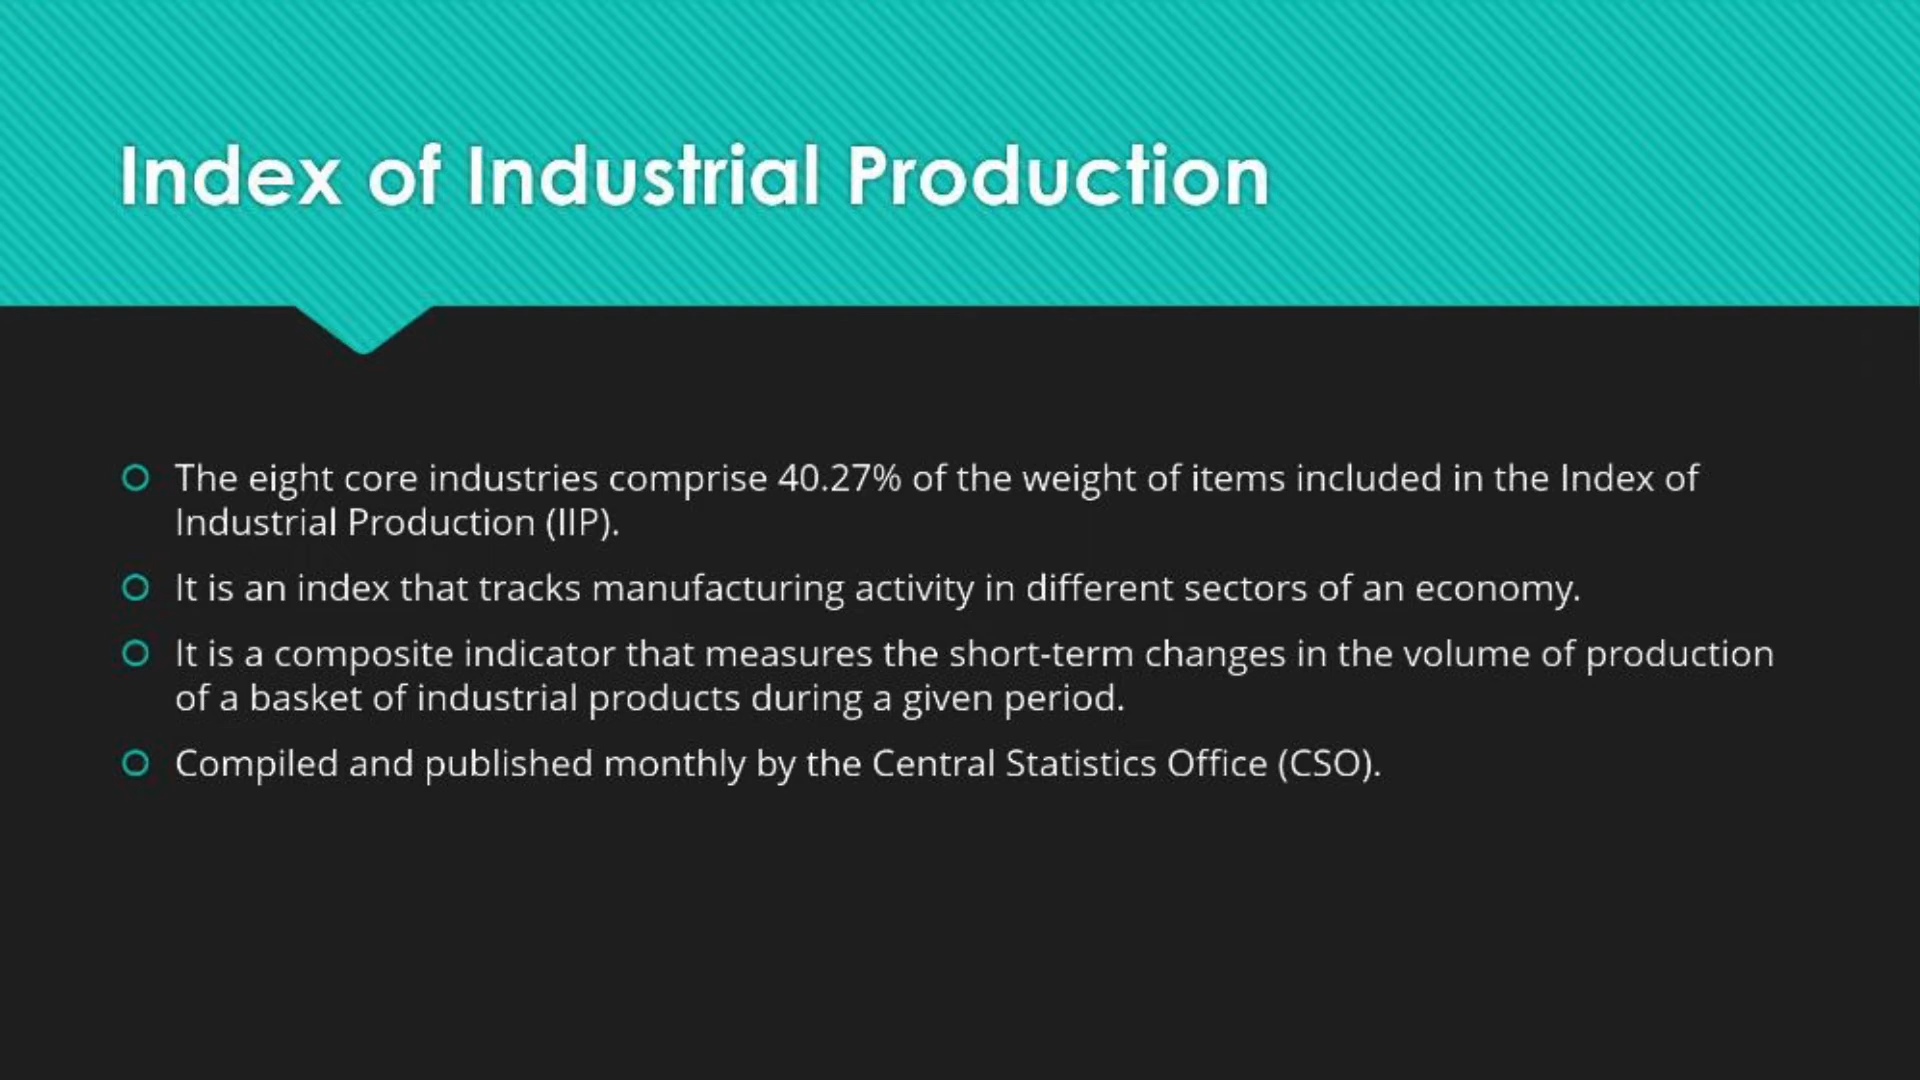 Index of Industrial Production
The eight core industries comprise 40.27% of the weight of items included in the Index of
Industrial Production (IIP).
It is an index that tracks manufacturing activity in different sectors of an economy.
It is a composite indicator that measures the short-term changes in the volume of production
of a basket of industrial products during a given period.
Compiled and published monthly by the Central Statistics Office (CSO).